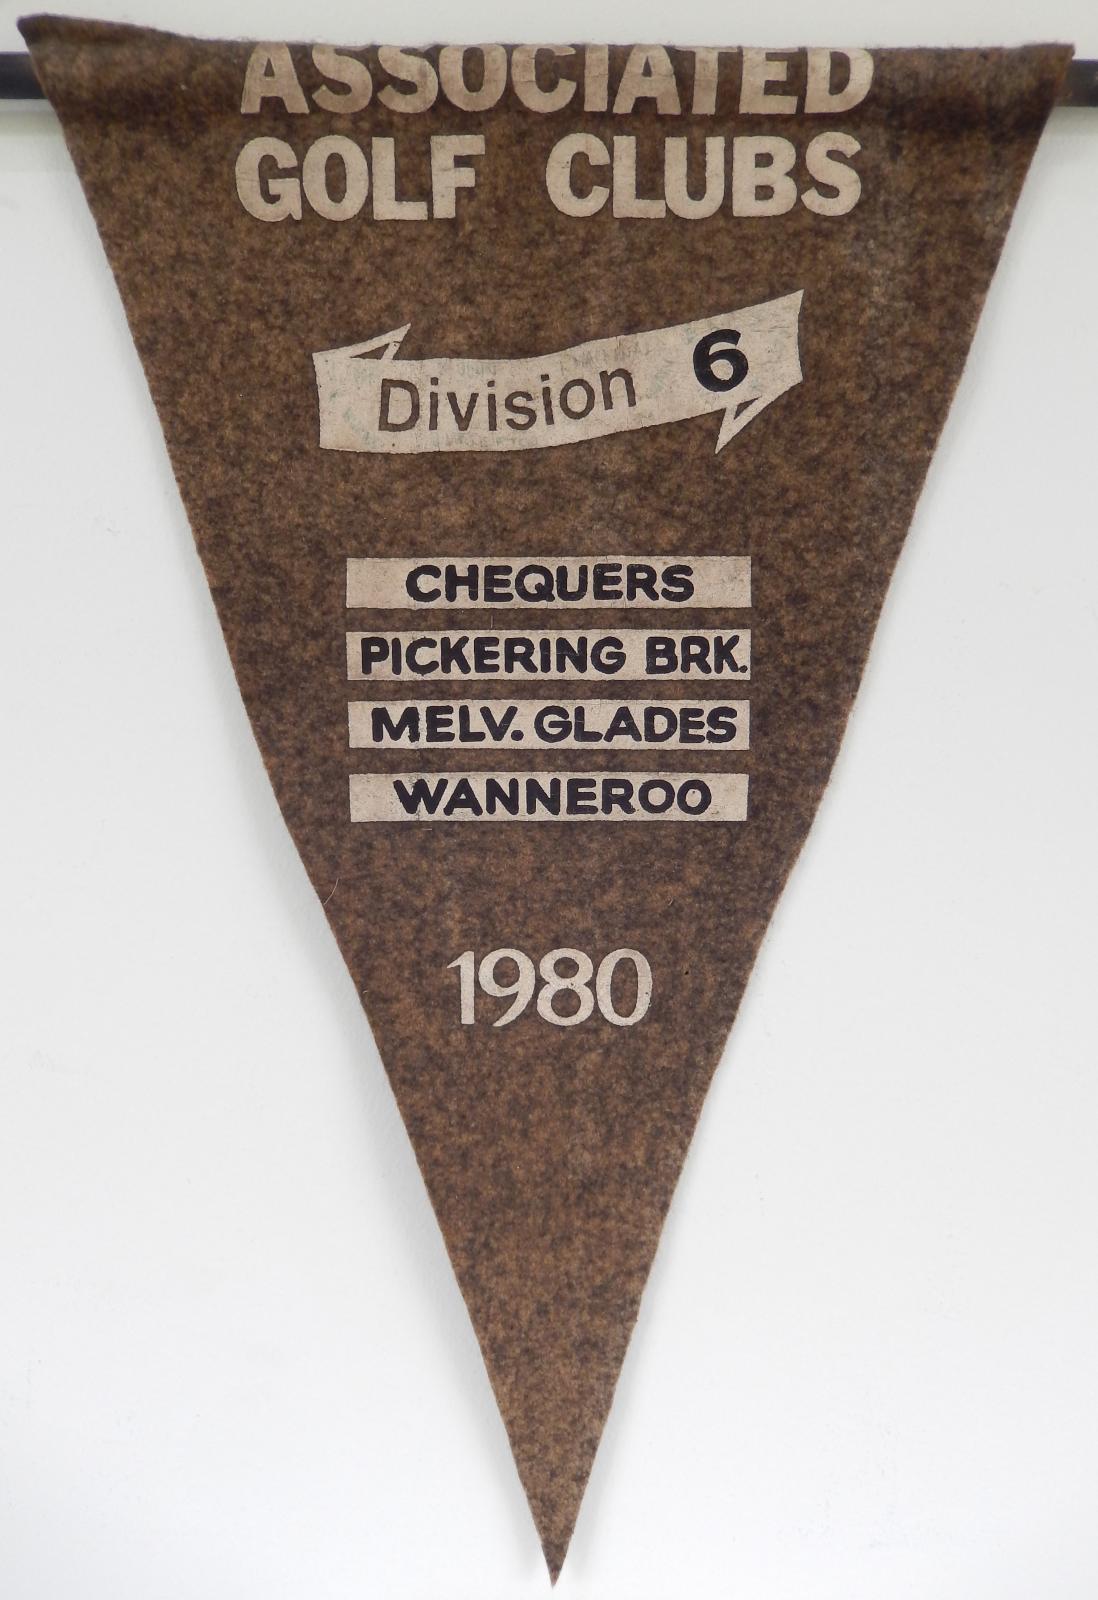 ASSOCIATED
GOLF CLUBS
Division 6
CHEQUERS
PICKERING BRK.
MELV. GLADES
WANNEROO
1980